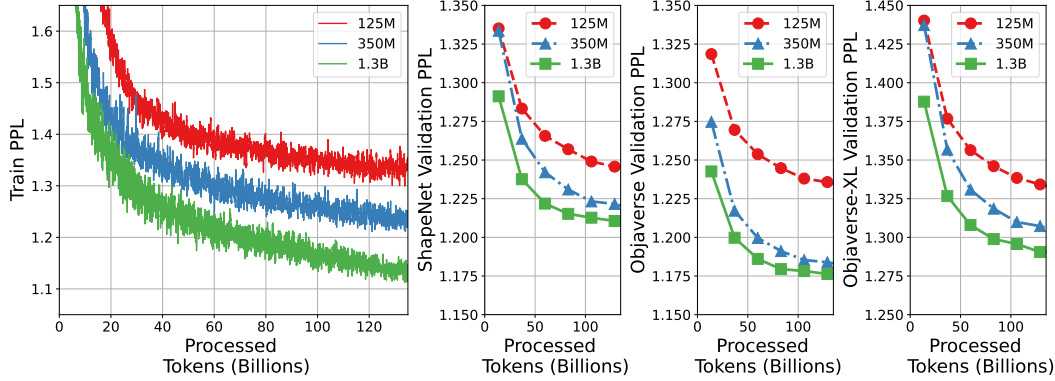 Train PPL
1.6
1.5
1.4
1.3
1.2
1.1
0
20
40
60
80
100
120
Processed
Tokens (Billions)
125M
350M
1.3B
ShapeNet Validation PPL
1.350
1.325
1.300
1.275
1.250
1.225
1.200
1.175
1.150
0
50
100
Processed
Tokens (Billions)
125M
350M
1.3B
Objaverse Validation PPL
1.350
1.325
1.300
1.275
1.250
1.225
1.200
1.175
1.150
0
50
100
Processed
Tokens (Billions)
125M
350M
1.3B
Objaverse-XL Validation PPL
1.450
1.425
1.400
1.375
1.350
1.325
1.300
1.275
1.250
0
50
100
Processed
Tokens (Billions)
125M
350M
1.3B